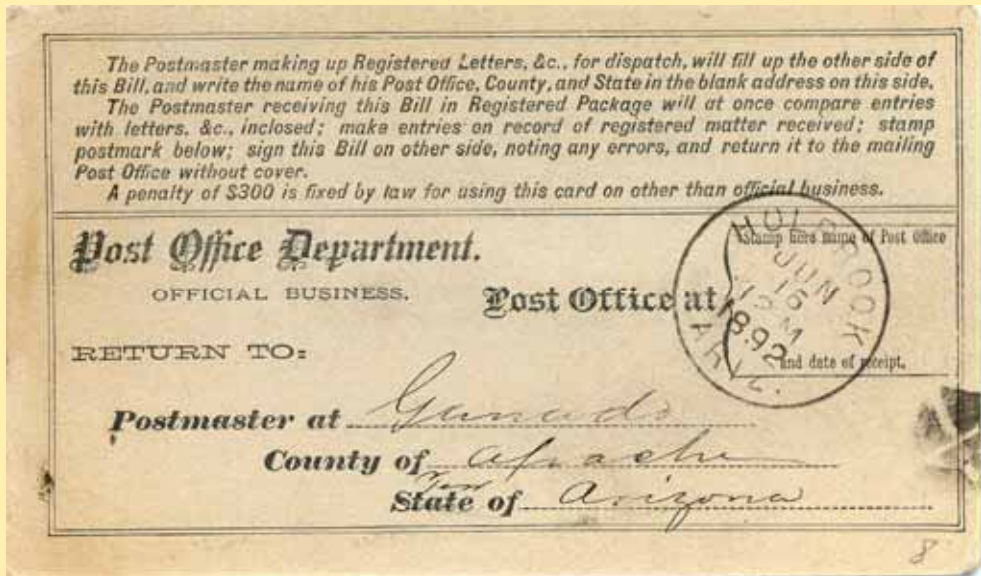 The Postmaster making up Registered Letters, &c., for dispatch, will fill up the other side of
this Bill, and write the name of his Post Office, County, and State in the blank address on this side.
The Postmaster receiving this Bill in Registered Package will at once compare entries
with letters, &c., inclosed; make entries on record of registered matter received; stamp
postmark below; sign this Bill on other side, noting any errors, and return it to the mailing
Post Office without cover.
A penalty of $300 is fixed by law for using this card on other than official business.
Post Office Department.
OFFICIAL BUSINESS.
Post Office at
Stamp here name of Post Office
HOLBROOK
JUN
16
1892
ARIZ.
and date of receipt.
RETURN TO:
Postmaster at Ganado
County of Apache
Terr
State of Arizona
8